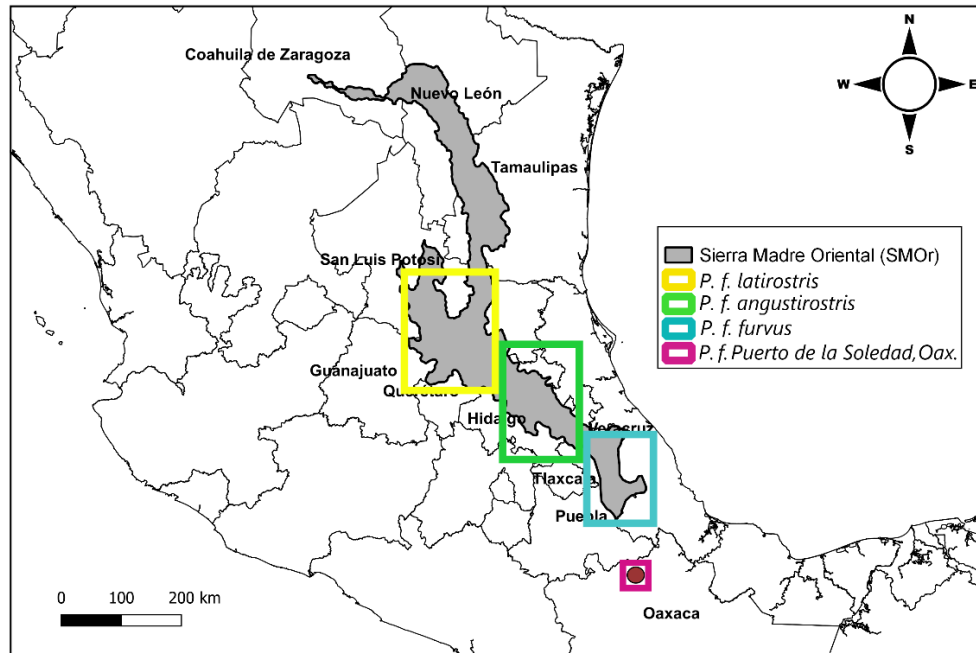 N
Coahuila de Zaragoza
W
E
Nuevo León
S
Tamaulipas
San Luis Potosí
Sierra Madre Oriental (SMOr)
P. f. latirostris
P. f. angustirostris
P. f. furvus
P. f. Puerto de la Soledad, Oax.
Guanajuato
Querétaro
Hidalgo
Veracruz
Tlaxcala
Puebla
0 100 200 km
Oaxaca